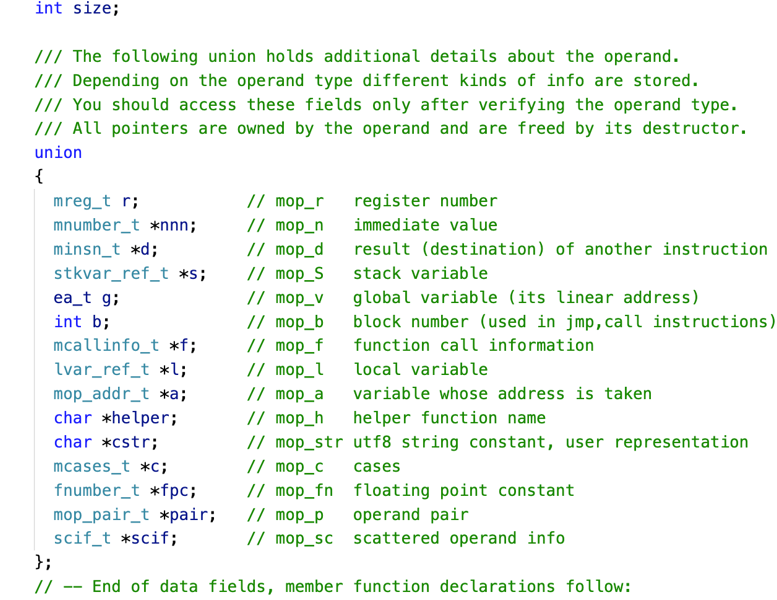 int size;
/// The following union holds additional details about the operand.
/// Depending on the operand type different kinds of info are stored.
/// You should access these fields only after verifying the operand type.
/// All pointers are owned by the operand and are freed by its destructor.
union
{
mreg_t r;           // mop_r   register number
mnumber_t *nnn;     // mop_n   immediate value
minsn_t *d;         // mop_d   result (destination) of another instruction
stkvar_ref_t *s;    // mop_S   stack variable
ea_t g;             // mop_v   global variable (its linear address)
int b;              // mop_b   block number (used in jmp,call instructions)
mcallinfo_t *f;     // mop_f   function call information
lvar_ref_t *l;      // mop_l   local variable
mop_addr_t *a;      // mop_a   variable whose address is taken
char *helper;       // mop_h   helper function name
char *cstr;         // mop_str utf8 string constant, user representation
mcases_t *c;        // mop_c   cases
fnumber_t *fpc;     // mop_fn  floating point constant
mop_pair_t *pair;   // mop_p   operand pair
scif_t *scif;       // mop_sc  scattered operand info
};
// -- End of data fields, member function declarations follow: